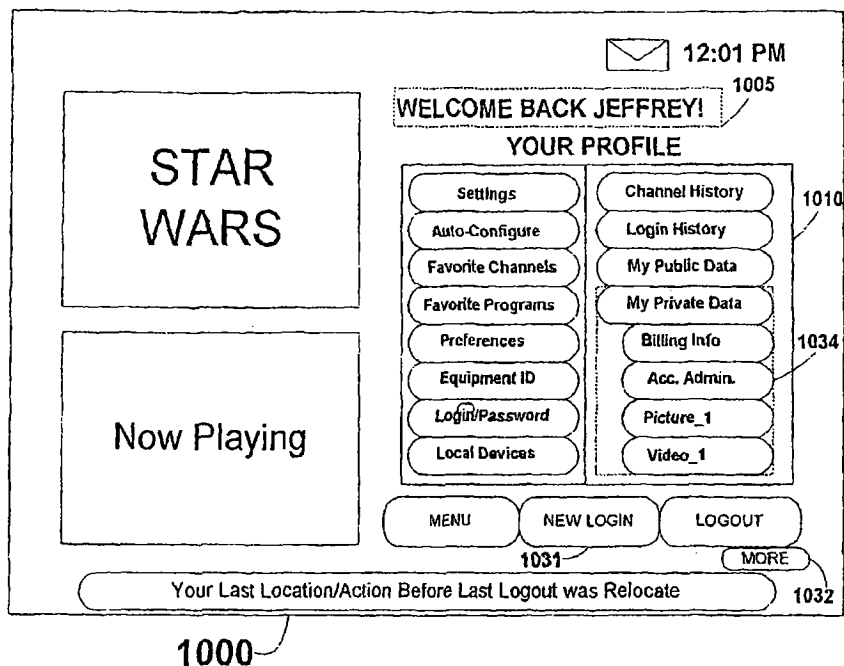 12:01 PM
1005
WELCOME BACK JEFFREY!
YOUR PROFILE
STAR
WARS
Settings
Channel History
1010
Auto-Configure
Login History
Favorite Channels
My Public Data
Favorite Programs
My Private Data
Preferences
Billing Info
1034
Equipment ID
Acc. Admin.
Login/Password
Picture_1
Local Devices
Video_1
Now Playing
MENU
NEW LOGIN
LOGOUT
1031
MORE
1032
Your Last Location/Action Before Last Logout was Relocate
1000